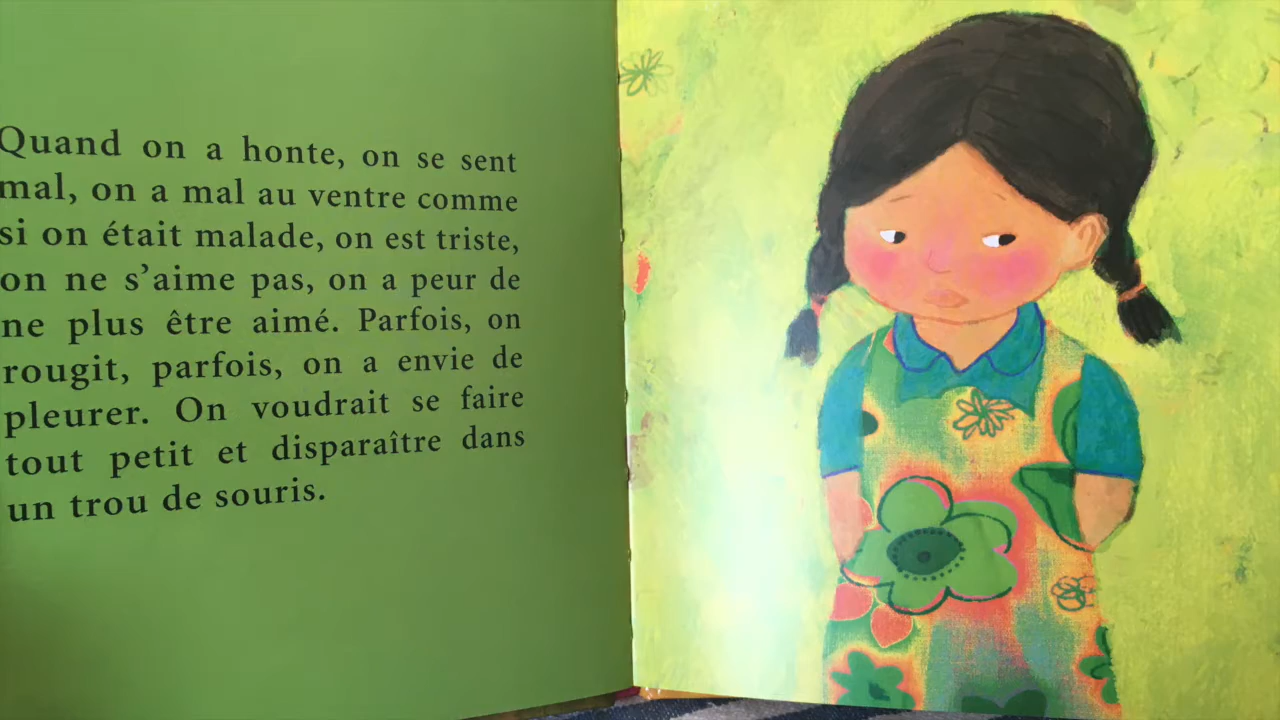 Quand on a honte, on se sent
mal, on a mal au ventre comme
si on était malade, on est triste,
on ne s’aime pas, on a peur de
ne plus être aimé. Parfois, on
rougit, parfois, on a envie de
pleurer. On voudrait se faire
tout petit et disparaître dans
un trou de souris.